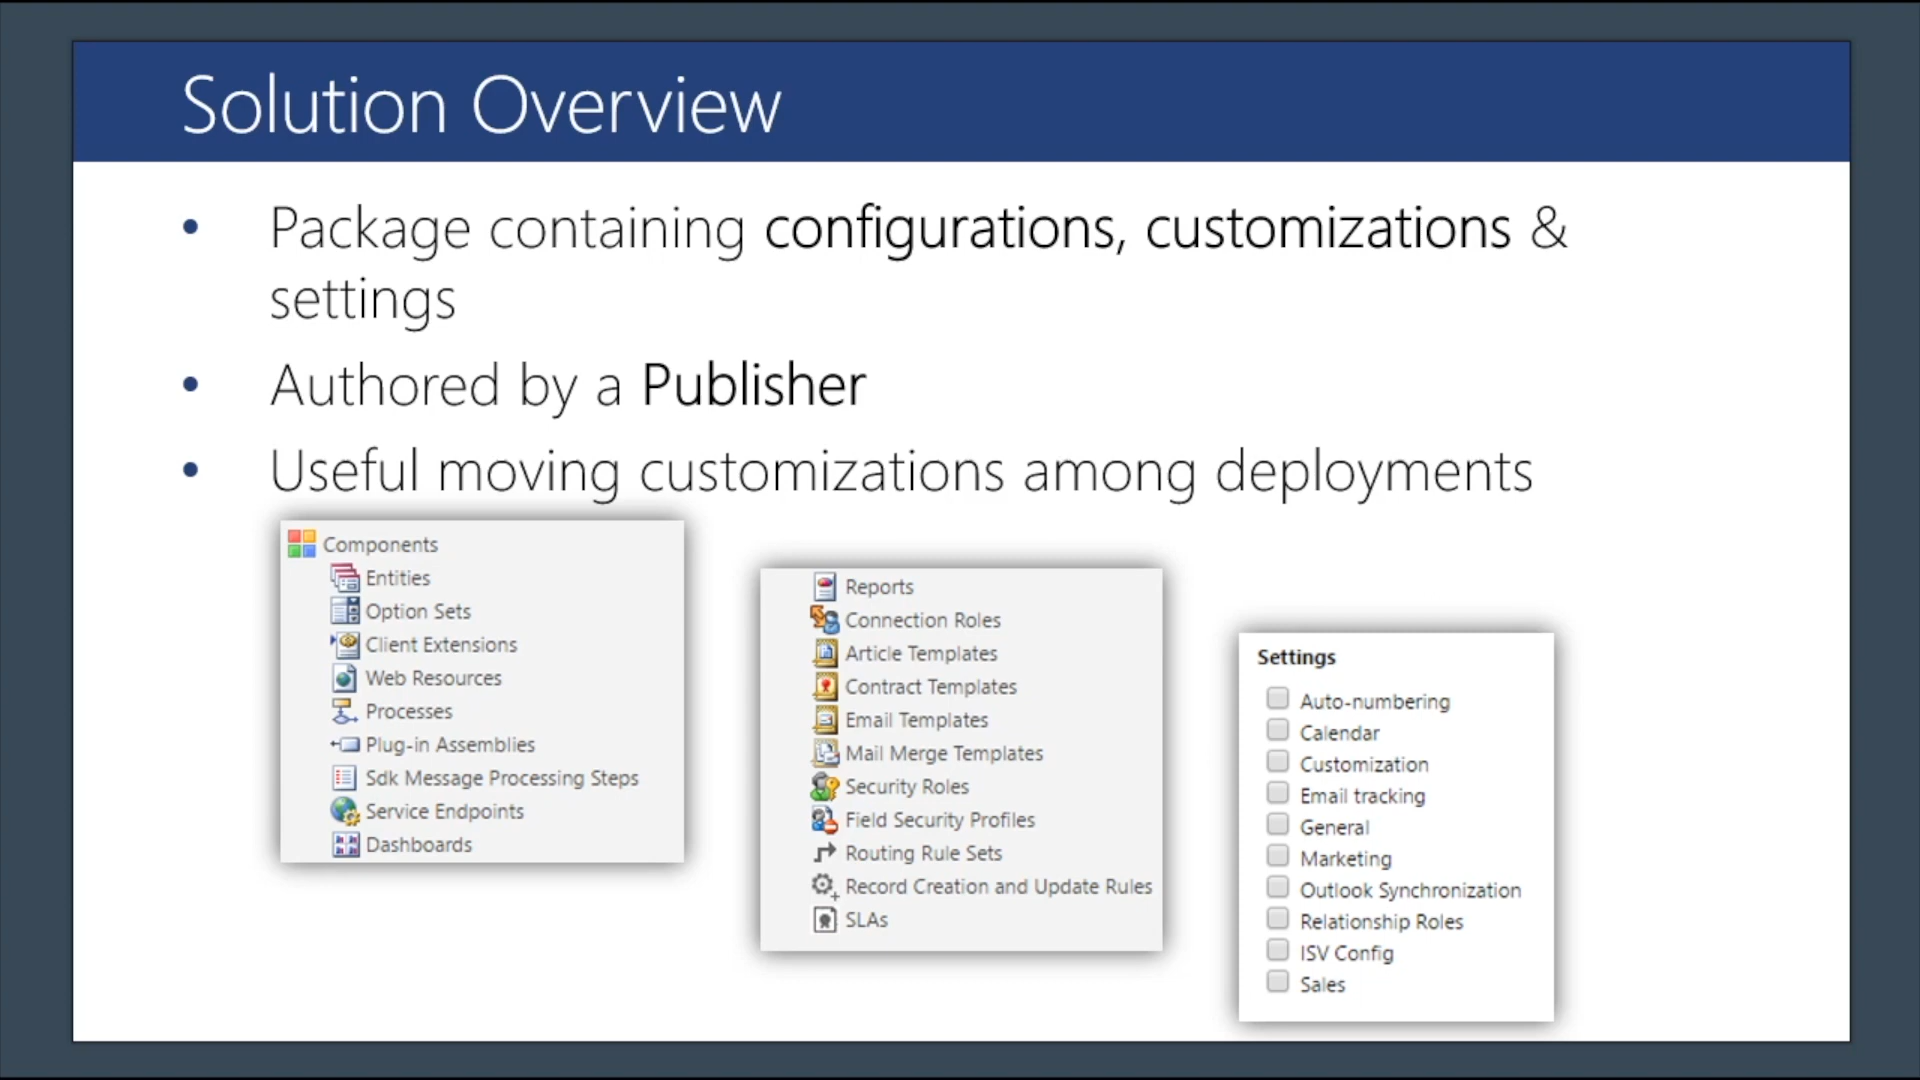 Solution Overview
• Package containing configurations, customizations &
settings
• Authored by a Publisher
• Useful moving customizations among deployments
Components
Entities
Option Sets
Client Extensions
Web Resources
Processes
Plug-in Assemblies
Sdk Message Processing Steps
Service Endpoints
Dashboards
Reports
Connection Roles
Article Templates
Contract Templates
Email Templates
Mail Merge Templates
Security Roles
Field Security Profiles
Routing Rule Sets
Record Creation and Update Rules
SLAs
Settings
Auto-numbering
Calendar
Customization
Email tracking
General
Marketing
Outlook Synchronization
Relationship Roles
ISV Config
Sales